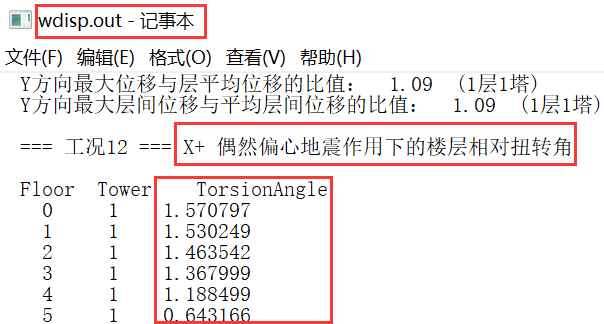 wdisp.out - 记事本
文件(F) 编辑(E) 格式(O) 查看(V) 帮助(H)
Y方向最大位移与层平均位移的比值： 1.09 (1层1塔)
Y方向最大层间位移与平均层间位移的比值： 1.09 (1层1塔)
=== 工况12 === X+ 偶然偏心地震作用下的楼层相对扭转角
Floor Tower TorsionAngle
0 1 1.570797
1 1 1.530249
2 1 1.463542
3 1 1.367999
4 1 1.188499
5 1 0.643166